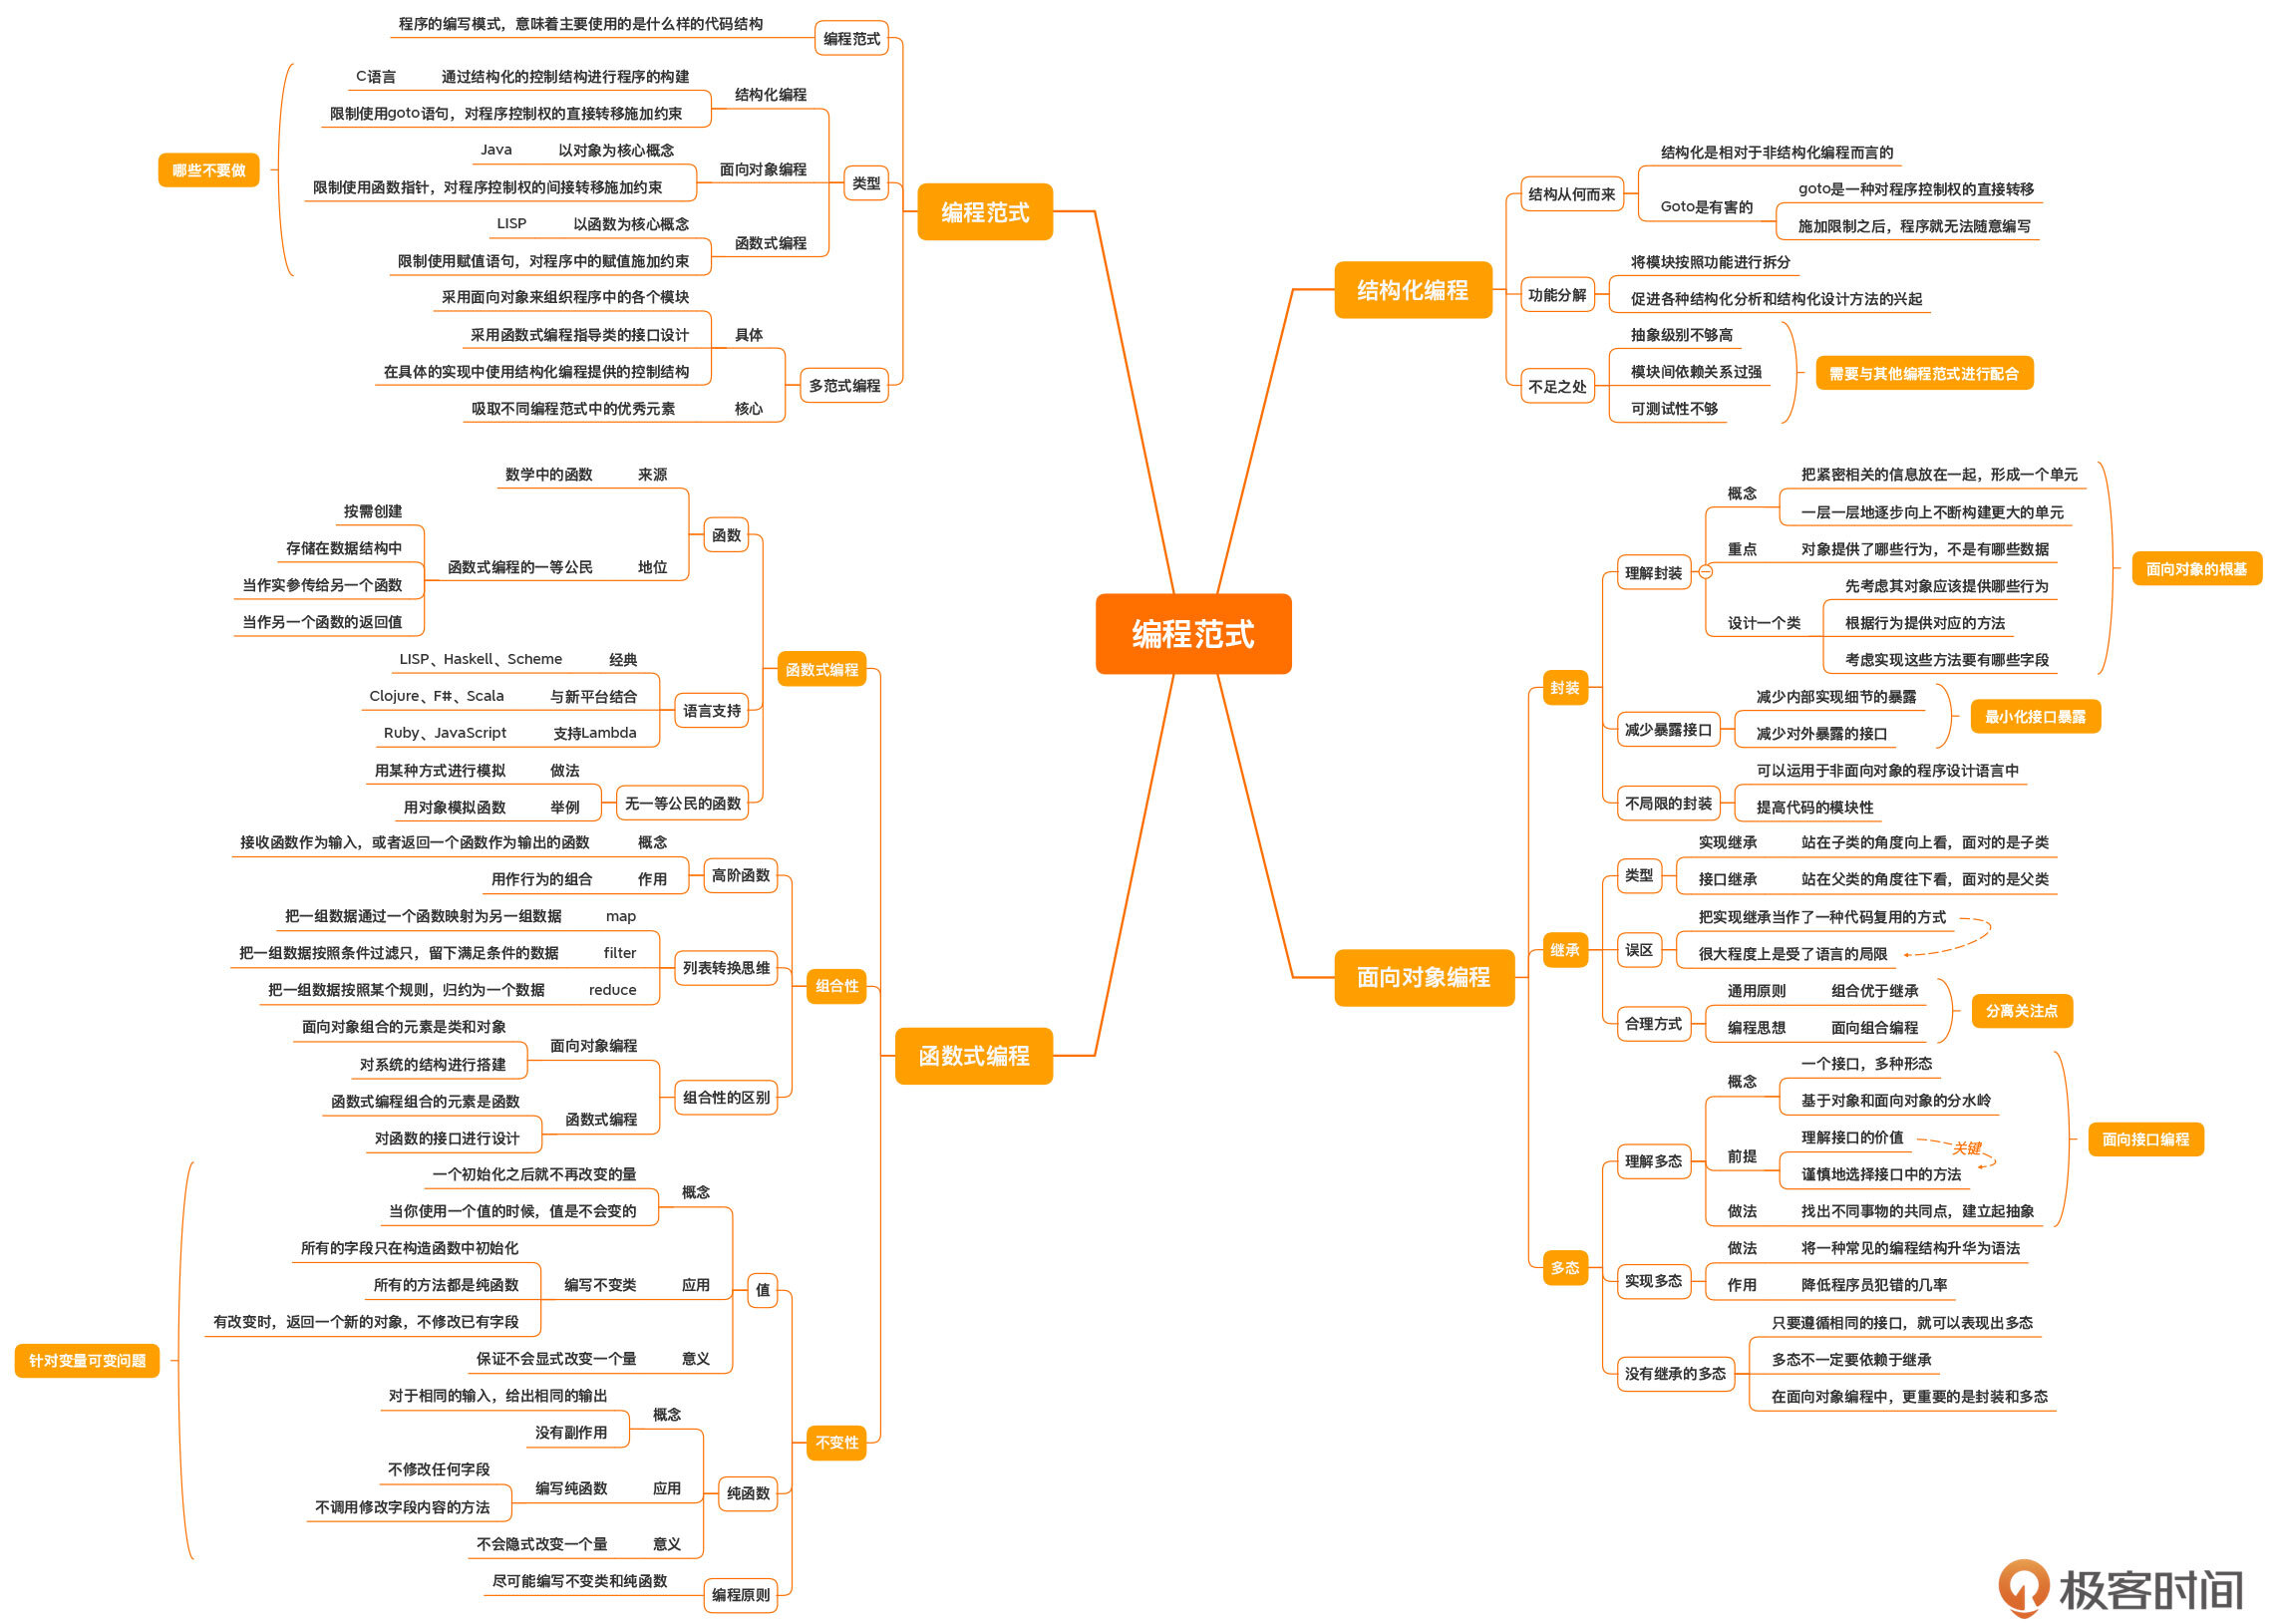 编程范式
编程范式
编程范式
程序的编写模式，意味着主要使用的是什么样的代码结构
类型
结构化编程
通过结构化的控制结构进行程序的构建
C语言
限制使用goto语句，对程序控制权的直接转移施加约束
面向对象编程
以对象为核心概念
Java
限制使用函数指针，对程序控制权的间接转移施加约束
函数式编程
以函数为核心概念
LISP
限制使用赋值语句，对程序中的赋值施加约束
哪些不要做
多范式编程
具体
采用面向对象来组织程序中的各个模块
采用函数式编程指导类的接口设计
在具体的实现中使用结构化编程提供的控制结构
核心
吸取不同编程范式中的优秀元素
结构化编程
结构从何而来
结构化是相对于非结构化编程而言的
Goto是有害的
goto是一种对程序控制权的直接转移
施加限制之后，程序就无法随意编写
功能分解
将模块按照功能进行拆分
促进各种结构化分析和结构化设计方法的兴起
不足之处
抽象级别不够高
模块间依赖关系过强
可测试性不够
需要与其他编程范式进行配合
面向对象编程
封装
理解封装
概念
把紧密相关的信息放在一起，形成一个单元
一层一层地逐步向上不断构建更大的单元
重点
对象提供了哪些行为，不是有哪些数据
设计一个类
先考虑其对象应该提供哪些行为
根据行为提供对应的方法
考虑实现这些方法要有哪些字段
面向对象的根基
减少暴露接口
减少内部实现细节的暴露
减少对外暴露的接口
最小化接口暴露
不局限的封装
可以运用于非面向对象的程序设计语言中
提高代码的模块性
继承
类型
实现继承
站在子类的角度向上看，面对的是子类
接口继承
站在父类的角度往下看，面对的是父类
误区
把实现继承当作了一种代码复用的方式
很大程度上是受了语言的局限
合理方式
通用原则
组合优于继承
编程思想
面向组合编程
分离关注点
多态
理解多态
概念
一个接口，多种形态
基于对象和面向对象的分水岭
前提
理解接口的价值
关键
谨慎地选择接口中的方法
做法
找出不同事物的共同点，建立起抽象
面向接口编程
实现多态
做法
将一种常见的编程结构升华为语法
作用
降低程序员犯错的几率
没有继承的多态
只要遵循相同的接口，就可以表现出多态
多态不一定要依赖于继承
在面向对象编程中，更重要的是封装和多态
函数式编程
函数式编程
函数
来源
数学中的函数
地位
函数式编程的一等公民
按需创建
存储在数据结构中
当作实参传给另一个函数
当作另一个函数的返回值
语言支持
经典
LISP、Haskell、Scheme
与新平台结合
Clojure、F#、Scala
支持Lambda
Ruby、JavaScript
无一等公民的函数
做法
用某种方式进行模拟
举例
用对象模拟函数
组合性
高阶函数
概念
接收函数作为输入，或者返回一个函数作为输出的函数
作用
用作行为的组合
列表转换思维
map
把一组数据通过一个函数映射为另一组数据
filter
把一组数据按照条件过滤只，留下满足条件的数据
reduce
把一组数据按照某个规则，归约为一个数据
组合性的区别
面向对象编程
面向对象组合的元素是类和对象
对系统的结构进行搭建
函数式编程
函数式编程组合的元素是函数
对函数的接口进行设计
不变性
值
概念
一个初始化之后就不再改变的量
当你使用一个值的时候，值是不会变的
应用
编写不变类
所有的字段只在构造函数中初始化
所有的方法都是纯函数
有改变时，返回一个新的对象，不修改已有字段
意义
保证不会显式改变一个量
纯函数
概念
对于相同的输入，给出相同的输出
没有副作用
应用
编写纯函数
不修改任何字段
不调用修改字段内容的方法
意义
不会隐式改变一个量
编程原则
尽可能编写不变类和纯函数
针对变量可变问题
极客时间